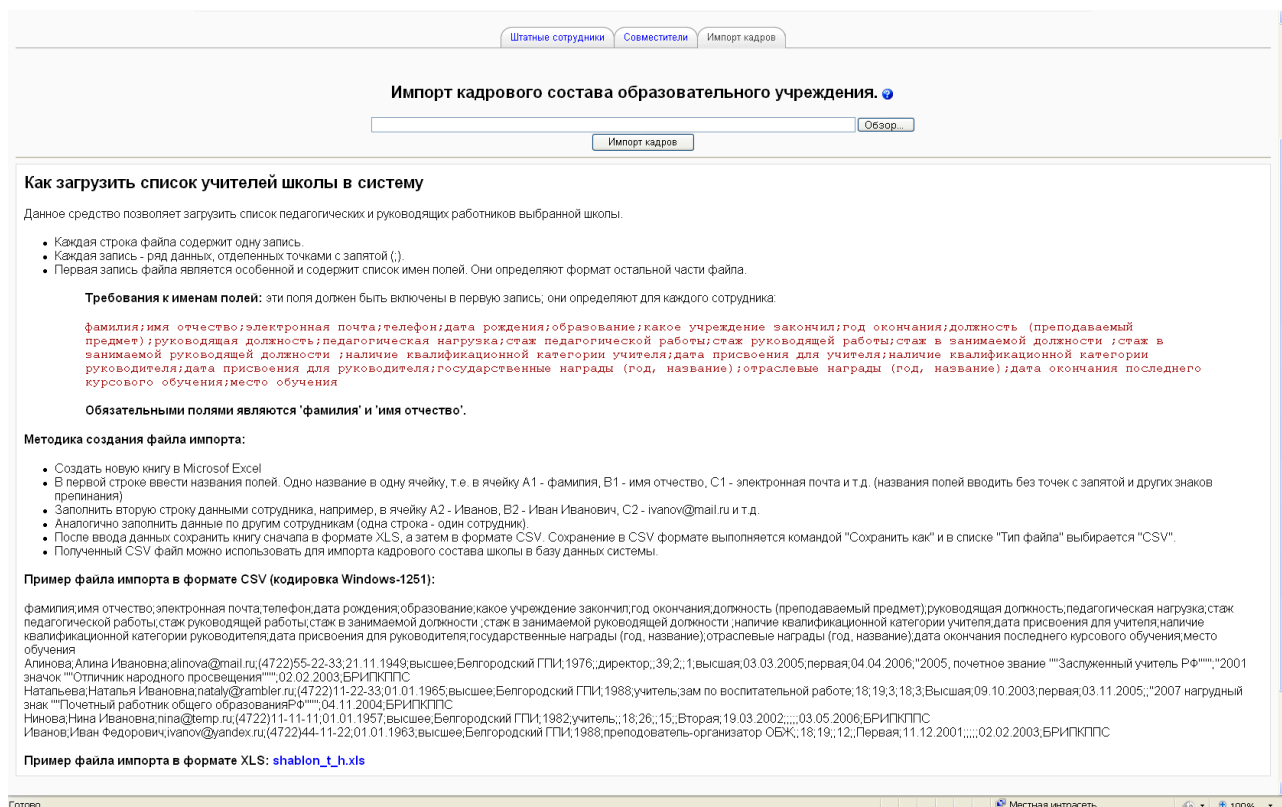 Штатные сотрудники Совместители Импорт кадров
Импорт кадрового состава образовательного учреждения.
Обзор...
Импорт кадров
Как загрузить список учителей школы в систему
Данное средство позволяет загрузить список педагогических и руководящих работников выбранной школы.
Каждая строка файла содержит одну запись.
Каждая запись - ряд данных, отделенных точками с запятой (;).
Первая запись файла является особенной и содержит список имен полей. Они определяют формат остальной части файла.
Требования к именам полей: эти поля должен быть включены в первую запись; они определяют для каждого сотрудника:
фамилия;имя отчество;электронная почта;телефон;дата рождения;образование;какое учреждение закончил;год окончания;должность (преподаваемый
предмет);руководящая должность;педагогическая нагрузка;стаж педагогической работы;стаж руководящей работы;стаж в занимаемой должности ;стаж в
занимаемой руководящей должности ;наличие квалификационной категории учителя;дата присвоения для учителя;наличие квалификационной категории
руководителя;дата присвоения для руководителя;государственные награды (год, название);отраслевые награды (год, название);дата окончания последнего
курсового обучения;место обучения
Обязательными полями являются 'фамилия' и 'имя отчество'.
Методика создания файла импорта:
Создать новую книгу в Microsof Excel
В первой строке ввести названия полей. Одно название в одну ячейку, т.е. в ячейку A1 - фамилия, B1 - имя отчество, C1 - электронная почта и т.д. (названия полей вводить без точек с запятой и других знаков
препинания)
Заполнить вторую строку данными сотрудника, например, в ячейку A2 - Иванов, B2 - Иван Иванович, C2 - ivanov@mail.ru и т.д.
Аналогично заполнить данные по другим сотрудникам (одна строка - один сотрудник).
После ввода данных сохранить книгу сначала в формате XLS, а затем в формате CSV. Сохранение в CSV формате выполняется командой "Сохранить как" и в списке "Тип файла" выбирается "CSV".
Полученный CSV файл можно использовать для импорта кадрового состава школы в базу данных системы.
Пример файла импорта в формате CSV (кодировка Windows-1251):
фамилия;имя отчество;электронная почта;телефон;дата рождения;образование;какое учреждение закончил;год окончания;должность (преподаваемый предмет);руководящая должность;педагогическая нагрузка;стаж
педагогической работы;стаж руководящей работы;стаж в занимаемой должности ;стаж в занимаемой руководящей должности ;наличие квалификационной категории учителя;дата присвоения для учителя;наличие
квалификационной категории руководителя;дата присвоения для руководителя;государственные награды (год, название);отраслевые награды (год, название);дата окончания последнего курсового обучения;место
обучения
Алинова;Алина Ивановна;alinova@mail.ru;(4722)55-22-33;21.11.1949;высшее;Белгородский ГПИ;1976;;директор;;39;2;;1;высшая;03.03.2005;первая;04.04.2006;"2005, почетное звание ""Заслуженный учитель РФ""";"2001
значок ""Отличник народного просвещения""";02.02.2003;БРИПКППС
Натальева;Наталья Ивановна;nataly@rambler.ru;(4722)11-22-33;01.01.1965;высшее;Белгородский ГПИ;1988;учитель;зам по воспитательной работе;18;19;3;18;3;Высшая;09.10.2003;первая;03.11.2005;;"2007 нагрудный
знак ""Почетный работник общего образованияРФ""";04.11.2004;БРИПКППС
Нинова;Нина Ивановна;nina@temp.ru;(4722)11-11-11;01.01.1957;высшее;Белгородский ГПИ;1982;учитель;;18;26;;15;;Вторая;19.03.2002;;;;;03.05.2006;БРИПКППС
Иванов;Иван Федорович;ivanov@yandex.ru;(4722)44-11-22;01.01.1963;высшее;Белгородский ГПИ;1988;преподователь-организатор ОБЖ;;18;19;;12;;Первая;11.12.2001;;;;;02.02.2003;БРИПКППС
Пример файла импорта в формате XLS: shablon_t_h.xls
Готово Местная интрасеть 100%